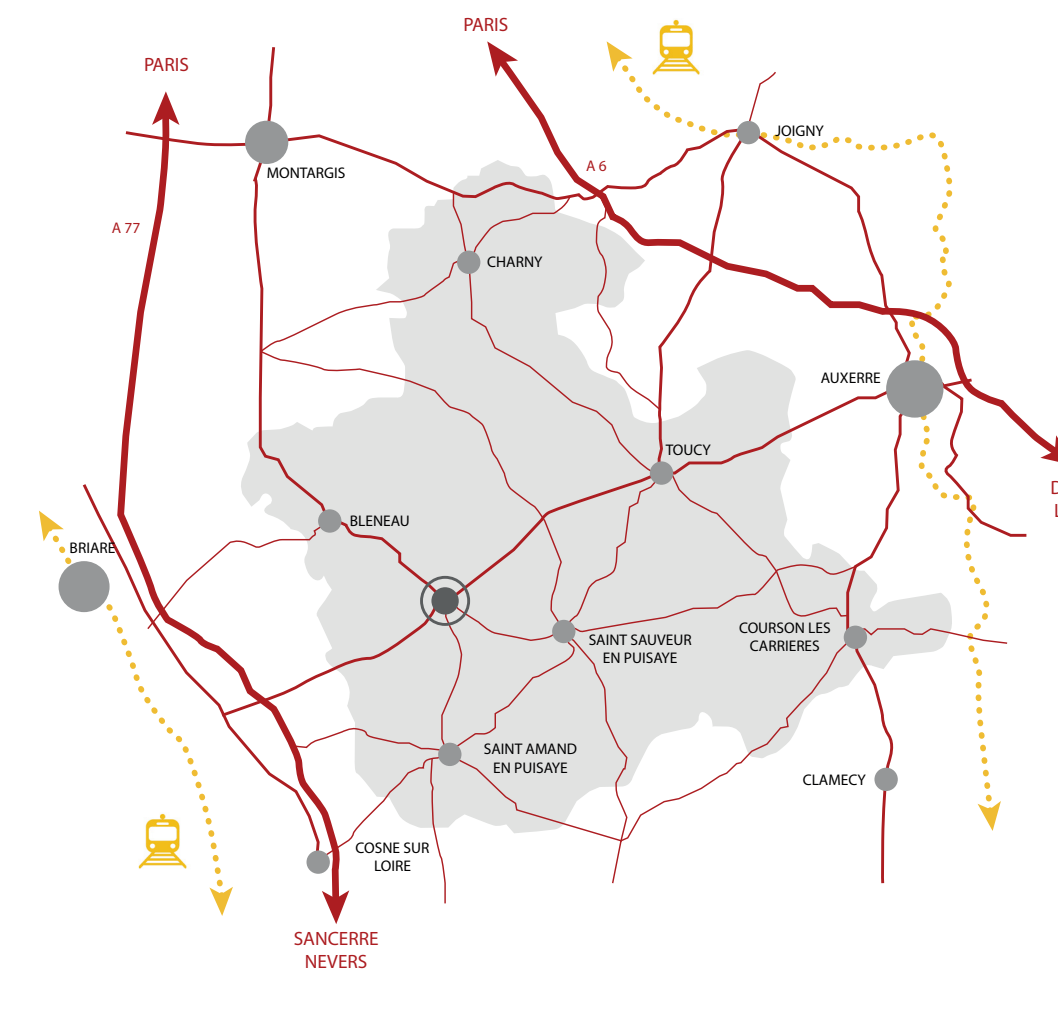 PARIS
PARIS
JOIGNY
A 6
MONTARGIS
A 77
CHARNY
AUXERRE
TOUCY
D
L
BLENEAU
BRIARE
SAINT SAUVEUR
EN PUISAYE
COURSON LES
CARRIERES
SAINT AMAND
EN PUISAYE
CLAMECY
COSNE SUR
LOIRE
SANCERRE
NEVERS